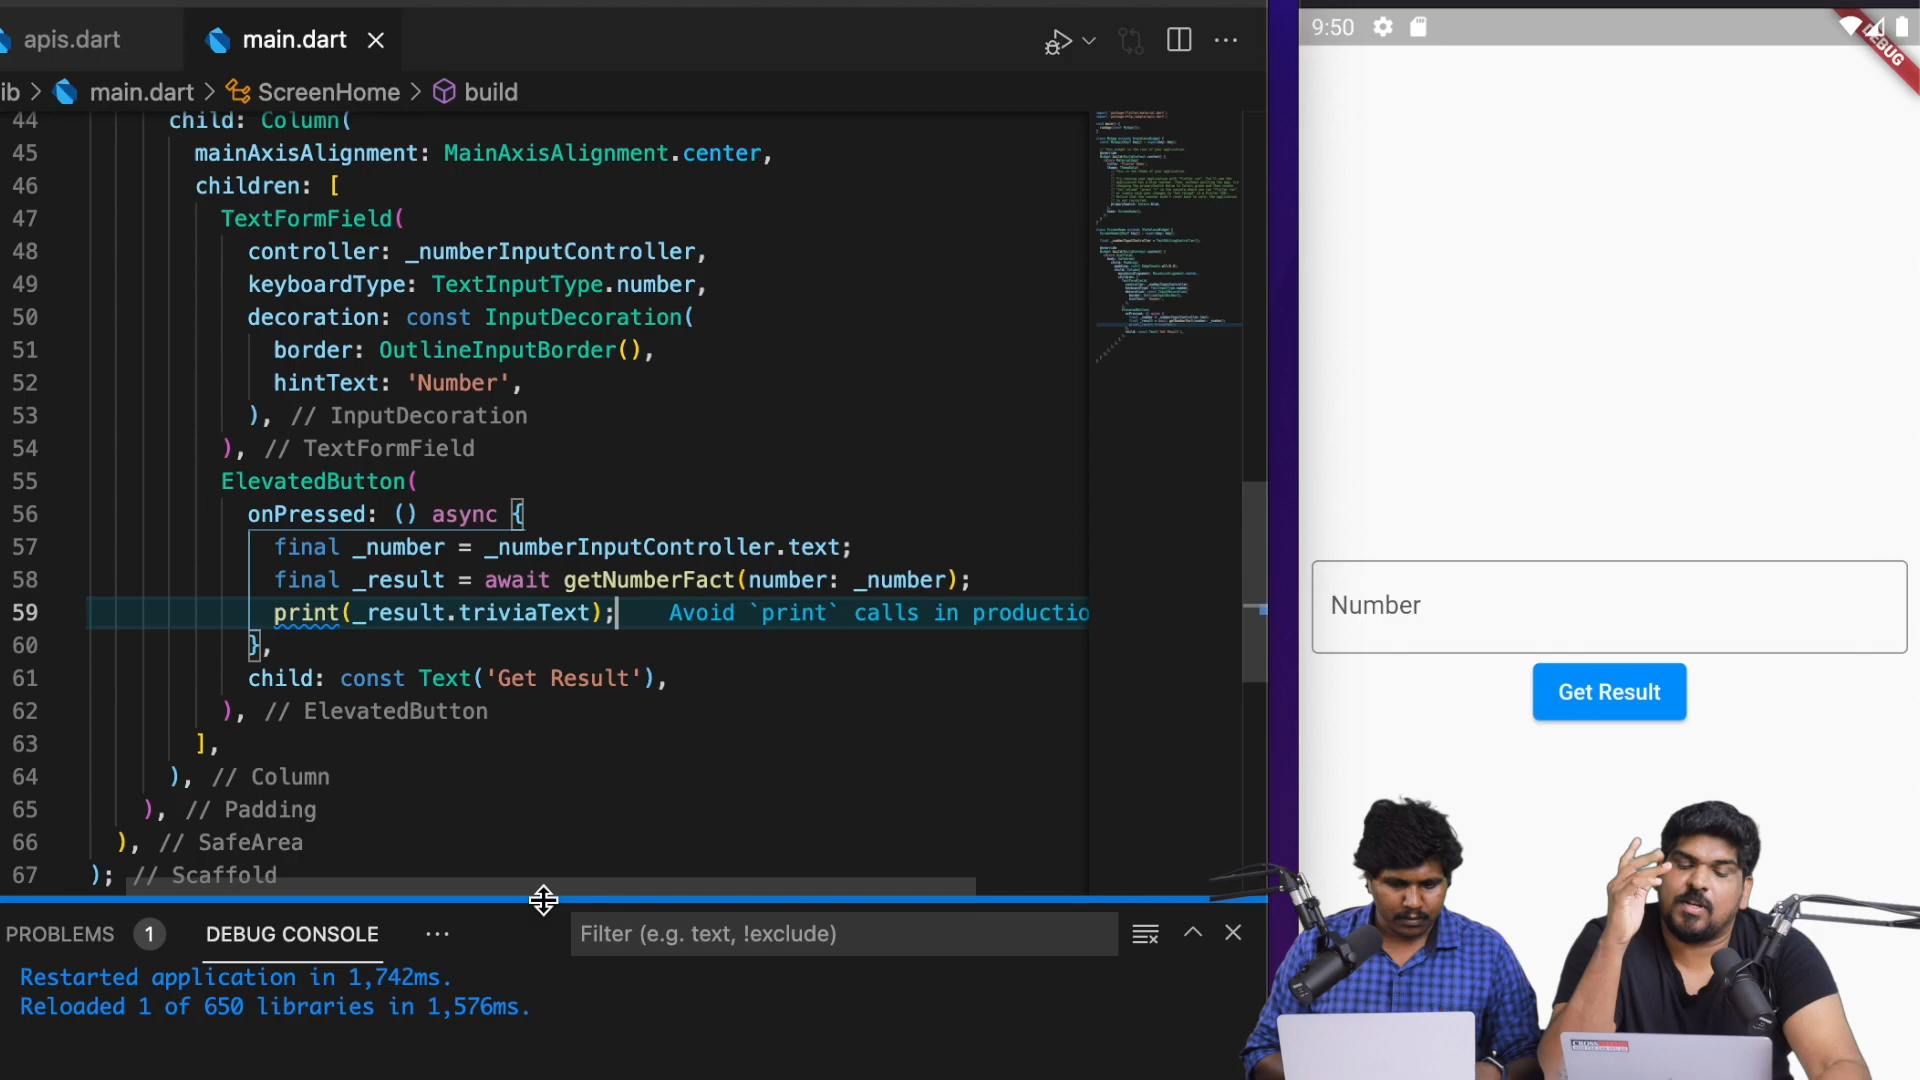 apis.dart
main.dart
9:50
DEBUG
ib > main.dart > ScreenHome > build
44 child: Column(
45 mainAxisAlignment: MainAxisAlignment.center,
46 children: [
47 TextFormField(
48 controller: _numberInputController,
49 keyboardType: TextInputType.number,
50 decoration: const InputDecoration(
51 border: OutlineInputBorder(),
52 hintText: 'Number',
53 ), // InputDecoration
54 ), // TextFormField
55 ElevatedButton(
56 onPressed: () async {
57 final _number = _numberInputController.text;
58 final _result = await getNumberFact(number: _number);
59 print(_result.triviaText); Avoid `print` calls in productio
60 },
61 child: const Text('Get Result'),
62 ), // ElevatedButton
63 ],
64 ), // Column
65 ), // Padding
66 ), // SafeArea
67 ); // Scaffold
Number
Get Result
PROBLEMS 1 DEBUG CONSOLE ··· Filter (e.g. text, !exclude)
Restarted application in 1,742ms.
Reloaded 1 of 650 libraries in 1,576ms.